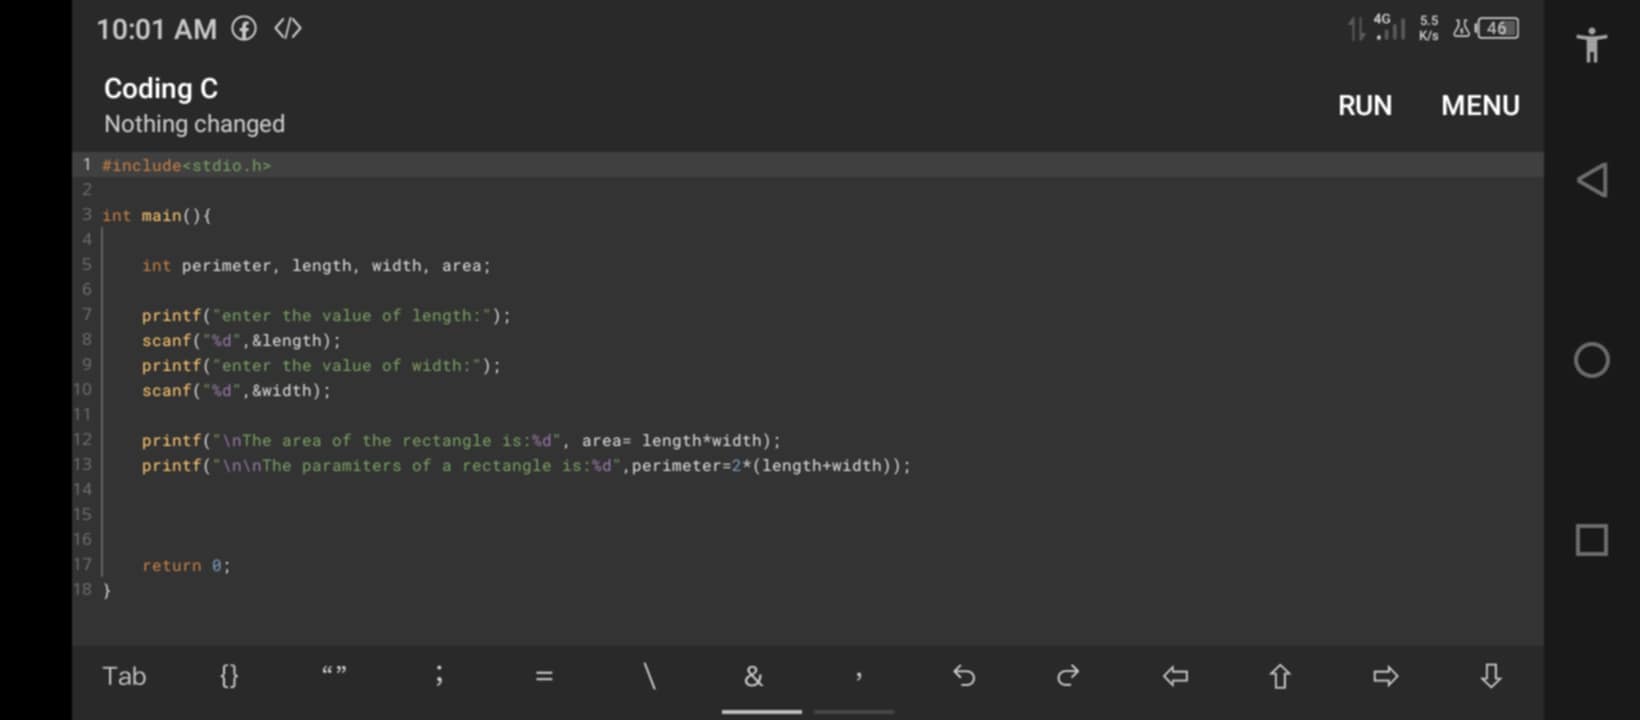 10:01 AM
4G 5.5 K/s 46
Coding C
Nothing changed
RUN MENU
1 #include<stdio.h>
2
3 int main(){
4
5 int perimeter, length, width, area;
6
7 printf("enter the value of length:");
8 scanf("%d",&length);
9 printf("enter the value of width:");
10 scanf("%d",&width);
11
12 printf("\nThe area of the rectangle is:%d", area= length*width);
13 printf("\n\nThe paramiters of a rectangle is:%d",perimeter=2*(length+width));
14
15
16
17 return 0;
18 }
Tab {} “” ; = \ & ,